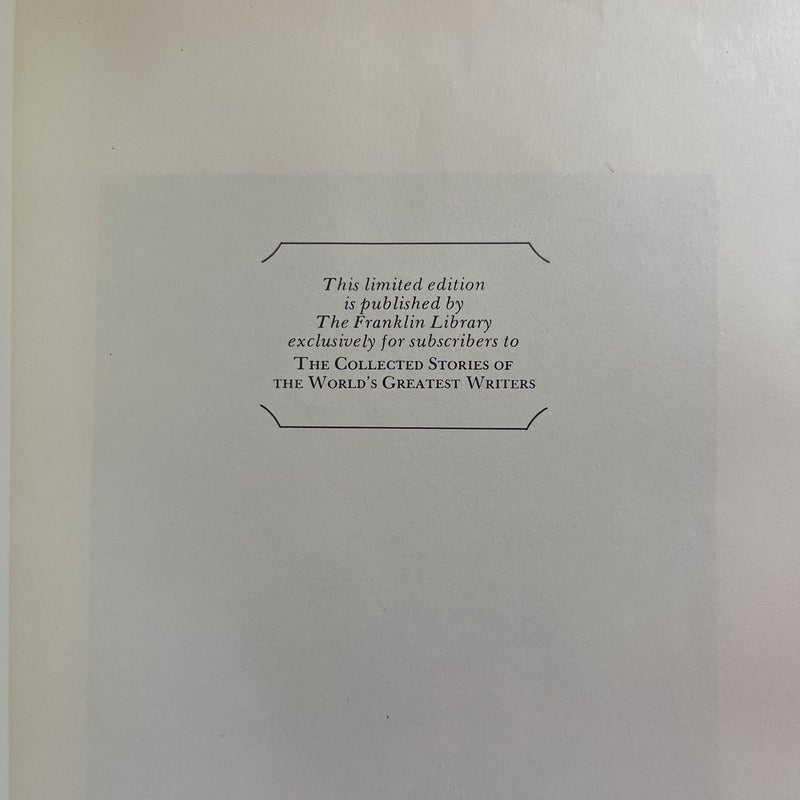 This limited edition
is published by
The Franklin Library
exclusively for subscribers to
THE COLLECTED STORIES OF
THE WORLD'S GREATEST WRITERS